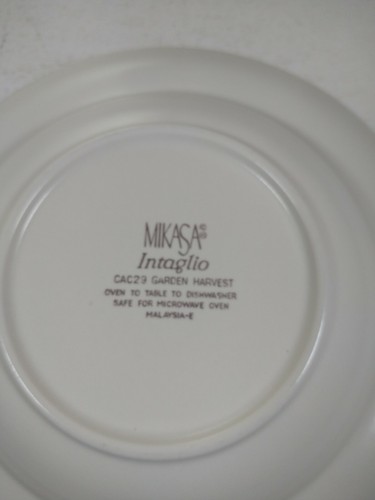 MIKASA®
Intaglio
CAC29 GARDEN HARVEST
OVEN TO TABLE TO DISHWASHER
SAFE FOR MICROWAVE OVEN
MALAYSIA-E